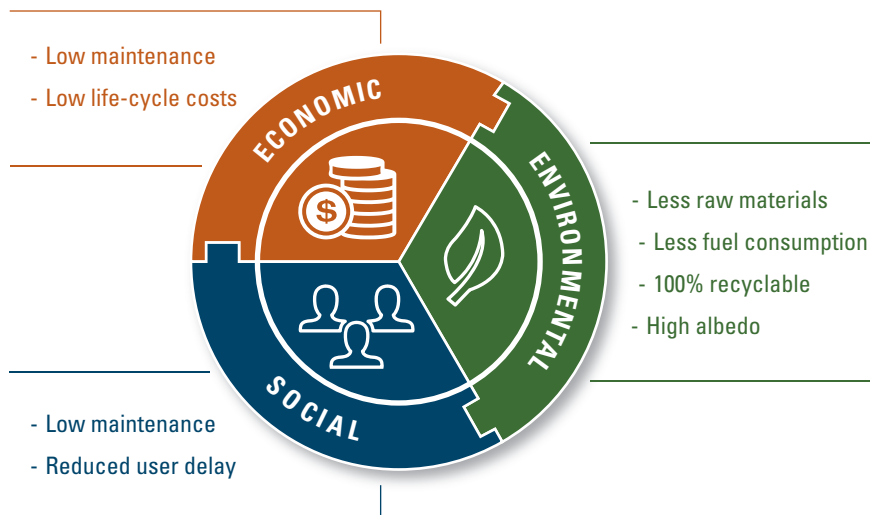 - Low maintenance
- Low life-cycle costs
ECONOMIC
$
ENVIRONMENTAL
- Less raw materials
- Less fuel consumption
- 100% recyclable
- High albedo
SOCIAL
- Low maintenance
- Reduced user delay